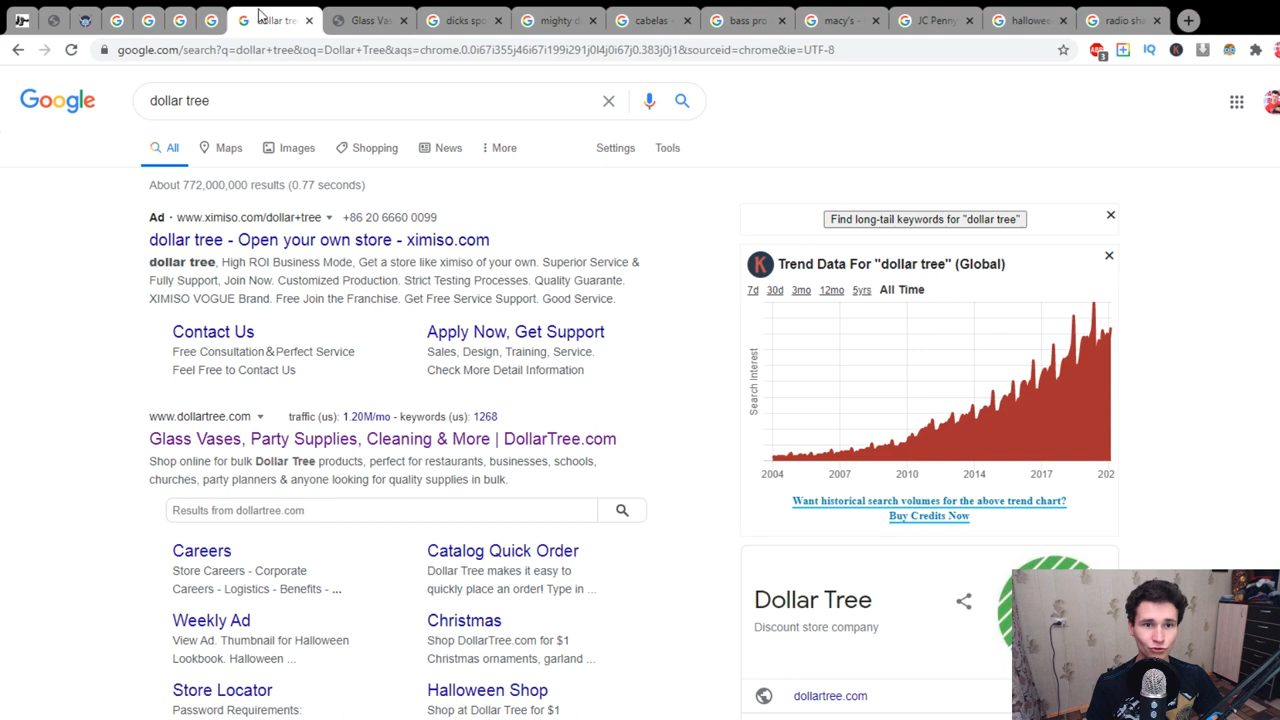 dollar tree
Glass Vas
dicks spo
mighty d
cabelas -
bass pro
macy's -
JC Penny
hallowee
radio sha
google.com/search?q=dollar+tree&oq=Dollar+Tree&aqs=chrome.0.0i67i355j46i67i199i291j0l4j0i67j0.383j0j1&sourceid=chrome&ie=UTF-8
ABP
3
IQ
K
Google
dollar tree
All
Maps
Images
Shopping
News
More
Settings
Tools
About 772,000,000 results (0.77 seconds)
Ad · www.ximiso.com/dollar+tree +86 20 6660 0099
dollar tree - Open your own store - ximiso.com
dollar tree, High ROI Business Mode, Get a store like ximiso of your own. Superior Service &
Fully Support, Join Now. Customized Production. Strict Testing Processes. Quality Guarante.
XIMISO VOGUE Brand. Free Join the Franchise. Get Free Service Support. Good Service.
Contact Us
Free Consultation&Perfect Service
Feel Free to Contact Us
Apply Now, Get Support
Sales, Design, Training, Service.
Check More Detail Information
www.dollartree.com traffic (us): 1.20M/mo - keywords (us): 1268
Glass Vases, Party Supplies, Cleaning & More | DollarTree.com
Shop online for bulk Dollar Tree products, perfect for restaurants, businesses, schools,
churches, party planners & anyone looking for quality supplies in bulk.
Results from dollartree.com
Careers
Store Careers - Corporate
Careers - Logistics - Benefits - ...
Catalog Quick Order
Dollar Tree makes it easy to
quickly place an order! Type in ...
Weekly Ad
View Ad. Thumbnail for Halloween
Lookbook. Halloween ...
Christmas
Shop DollarTree.com for $1
Christmas ornaments, garland ...
Store Locator
Password Requirements:
Halloween Shop
Shop at Dollar Tree for $1
Find long-tail keywords for "dollar tree"
K
Trend Data For "dollar tree" (Global)
7d 30d 3mo 12mo 5yrs All Time
Search Interest
2004 2007 2010 2014 2017 202
Want historical search volumes for the above trend chart?
Buy Credits Now
Dollar Tree
Discount store company
dollartree.com